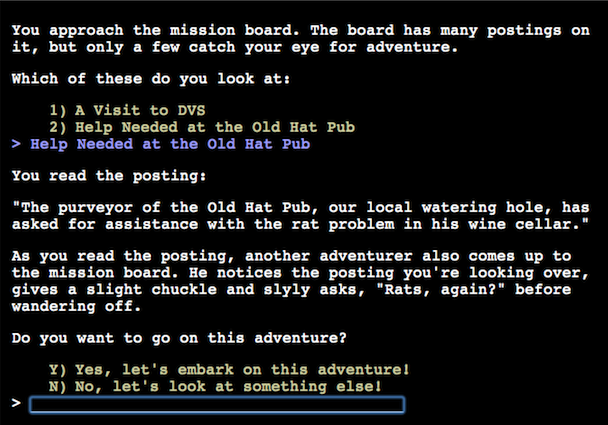 You approach the mission board. The board has many postings on
it, but only a few catch your eye for adventure.
Which of these do you look at:
1) A Visit to DVS
2) Help Needed at the Old Hat Pub
> Help Needed at the Old Hat Pub
You read the posting:
"The purveyor of the Old Hat Pub, our local watering hole, has
asked for assistance with the rat problem in his wine cellar."
As you read the posting, another adventurer also comes up to
the mission board. He notices the posting you're looking over,
gives a slight chuckle and slyly asks, "Rats, again?" before
wandering off.
Do you want to go on this adventure?
Y) Yes, let's embark on this adventure!
N) No, let's look at something else!
>